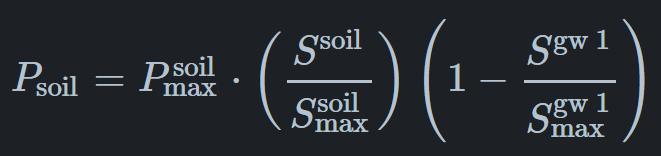 P_soil = P_max^soil · (S^soil / S_max^soil) (1 − S^gw 1 / S_max^gw 1)